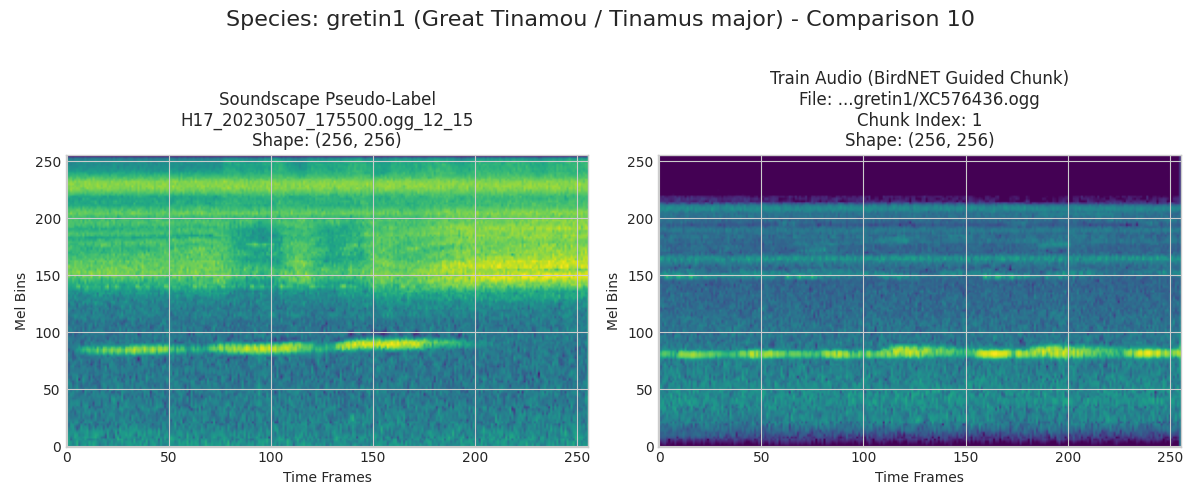 Species: gretin1 (Great Tinamou / Tinamus major) - Comparison 10
Soundscape Pseudo-Label
H17_20230507_175500.ogg_12_15
Shape: (256, 256)
Train Audio (BirdNET Guided Chunk)
File: ...gretin1/XC576436.ogg
Chunk Index: 1
Shape: (256, 256)
250
200
150
100
50
0
Mel Bins
0 50 100 150 200 250
Time Frames
250
200
150
100
50
0
Mel Bins
0 50 100 150 200 250
Time Frames